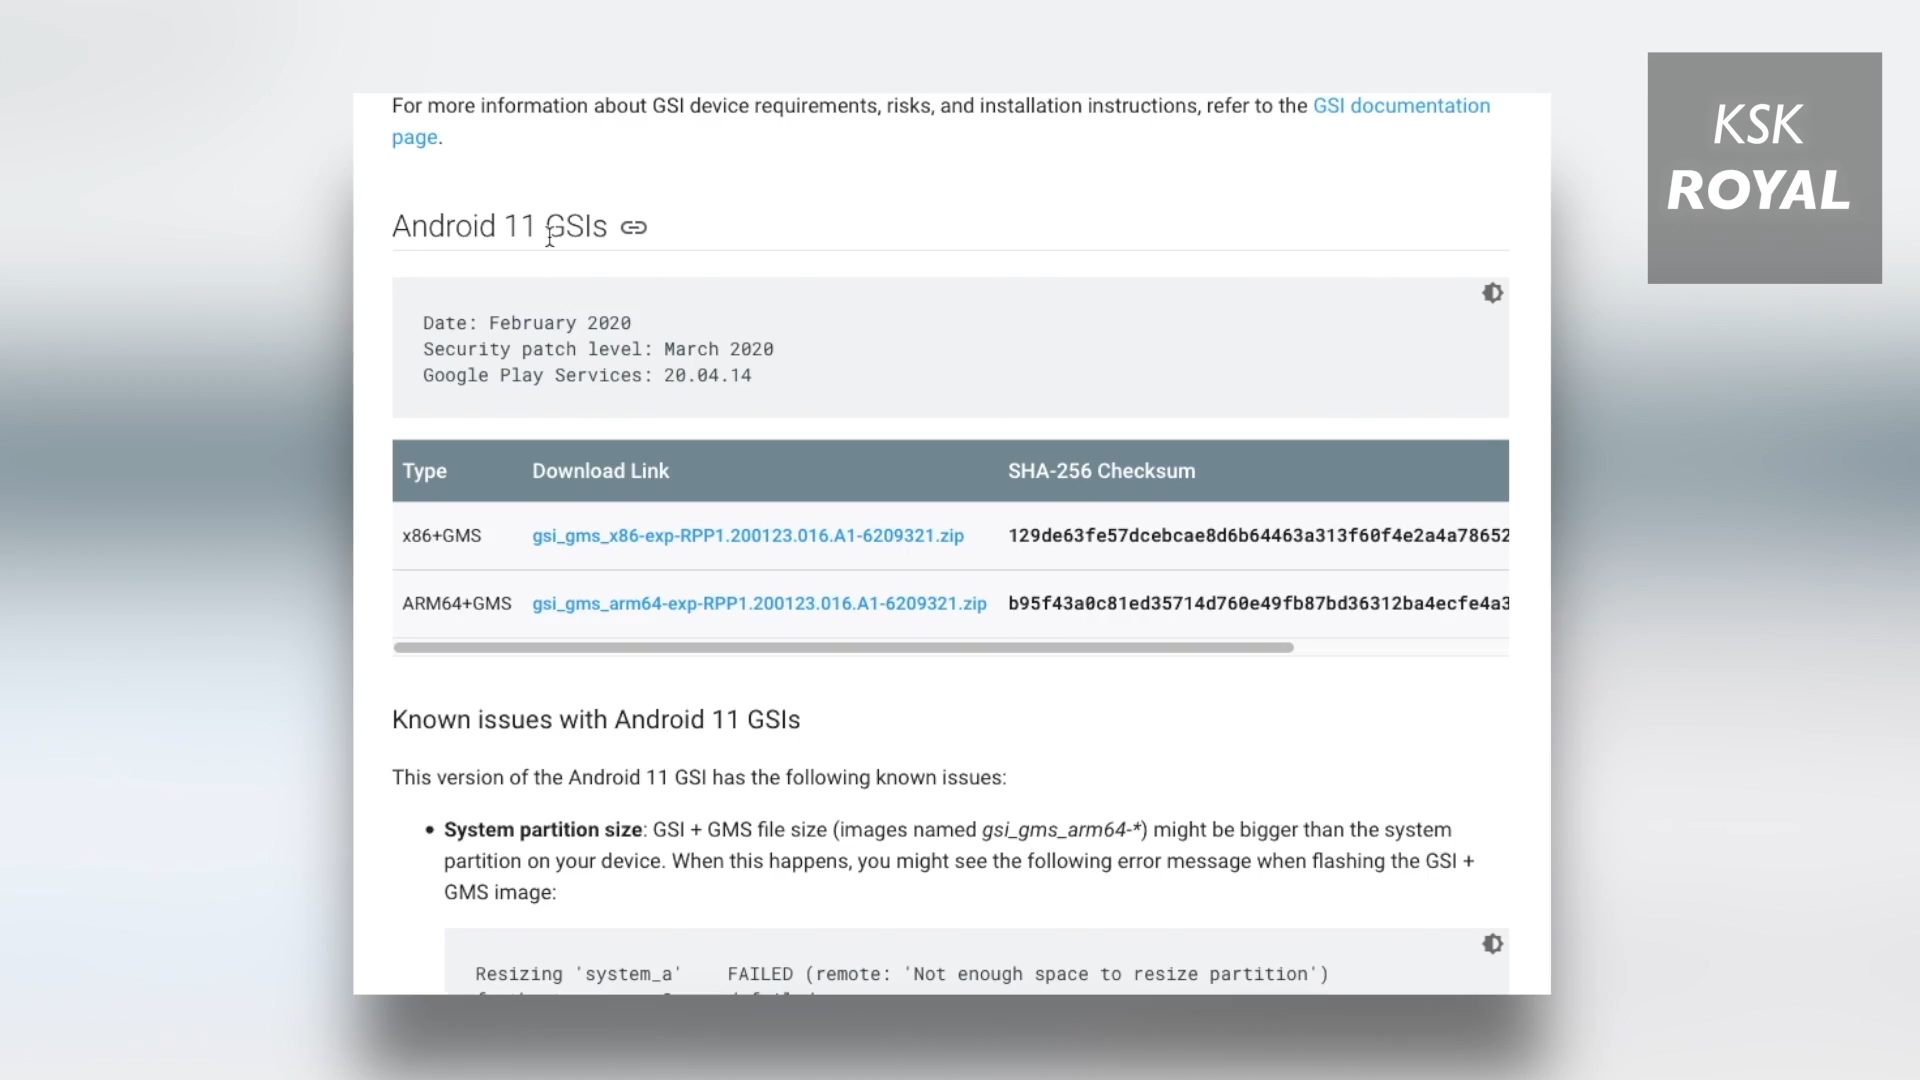 For more information about GSI device requirements, risks, and installation instructions, refer to the GSI documentation
page.
KSK
ROYAL
Android 11 GSIs
Date: February 2020
Security patch level: March 2020
Google Play Services: 20.04.14
Type Download Link SHA-256 Checksum
x86+GMS gsi_gms_x86-exp-RPP1.200123.016.A1-6209321.zip 129de63fe57dcebcae8d6b64463a313f60f4e2a4a78652
ARM64+GMS gsi_gms_arm64-exp-RPP1.200123.016.A1-6209321.zip b95f43a0c81ed35714d760e49fb87bd36312ba4ecfe4a3
Known issues with Android 11 GSIs
This version of the Android 11 GSI has the following known issues:
• System partition size: GSI + GMS file size (images named gsi_gms_arm64-*) might be bigger than the system
partition on your device. When this happens, you might see the following error message when flashing the GSI +
GMS image:
Resizing 'system_a' FAILED (remote: 'Not enough space to resize partition')